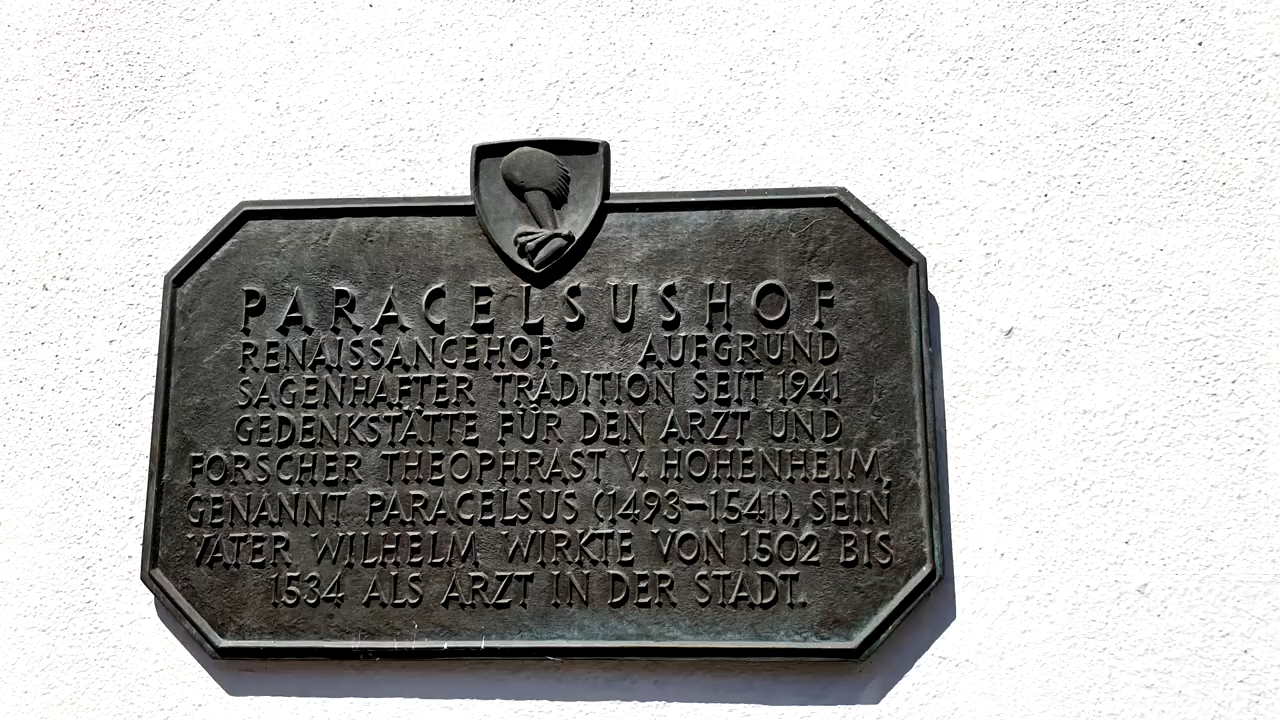 PARACELSUSHOF
RENAISSANCEHOF. AUFGRUND
SAGENHAFTER TRADITION SEIT 1941
GEDENKSTÄTTE FÜR DEN ARZT UND
FORSCHER THEOPHRAST V. HOHENHEIM,
GENANNT PARACELSUS (1493-1541), SEIN
VATER WILHELM WIRKTE VON 1502 BIS
1534 ALS ARZT IN DER STADT.